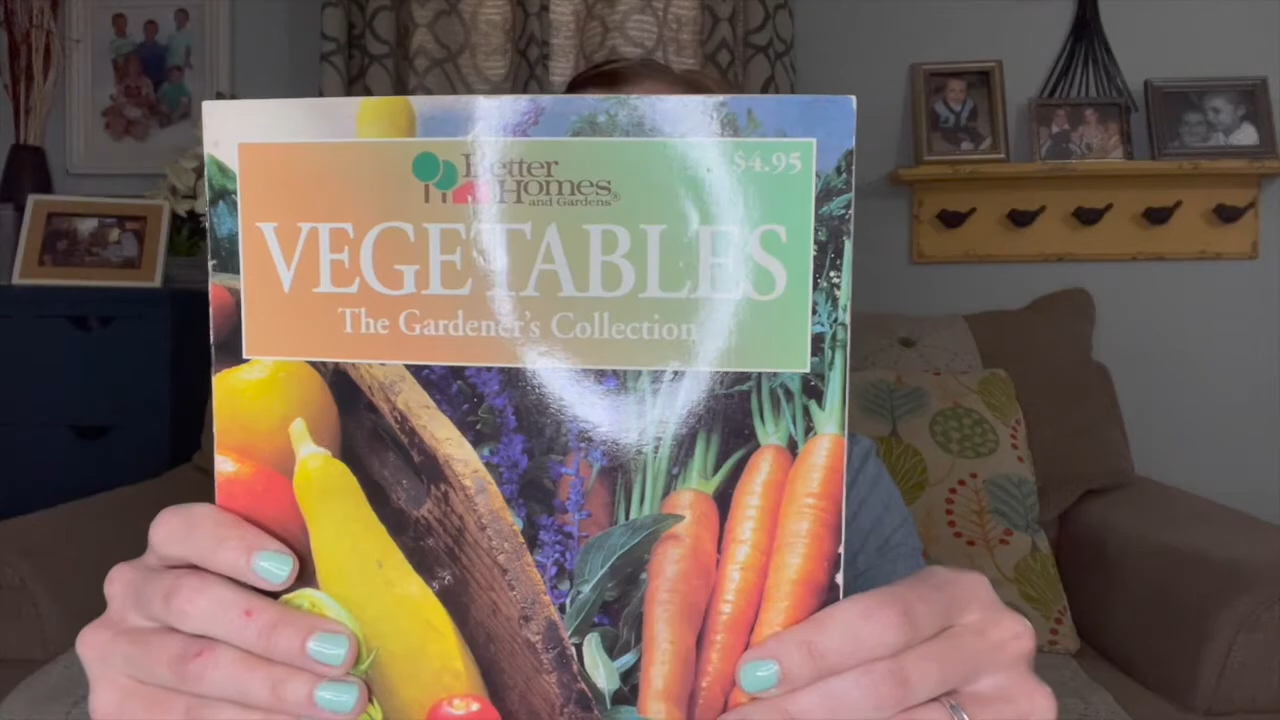 Better
Homes
and Gardens®
$4.95
VEGETABLES
The Gardener's Collection